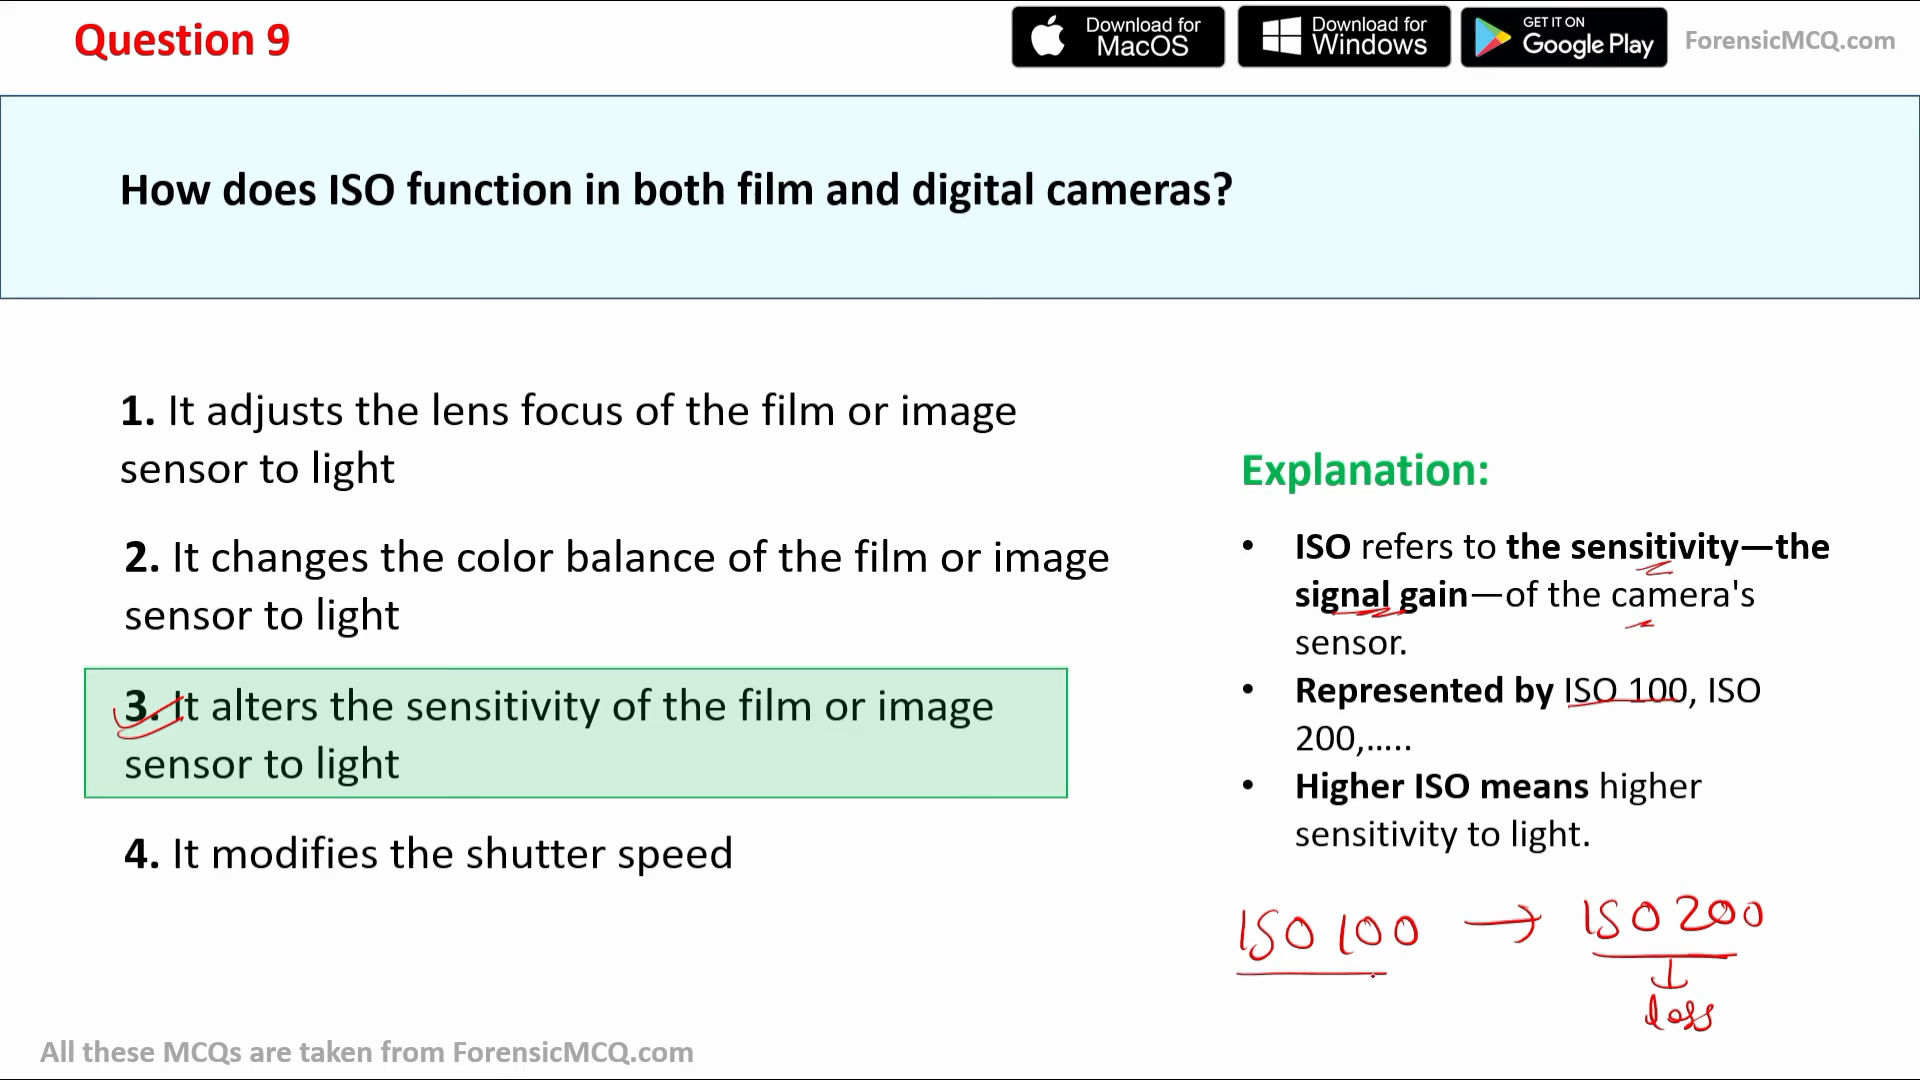 Question 9
Download for
MacOS
Download for
Windows
GET IT ON
Google Play
ForensicMCQ.com
How does ISO function in both film and digital cameras?
1. It adjusts the lens focus of the film or image
sensor to light
2. It changes the color balance of the film or image
sensor to light
3. It alters the sensitivity of the film or image
sensor to light
4. It modifies the shutter speed
Explanation:
• ISO refers to the sensitivity—the
signal gain—of the camera's
sensor.
• Represented by ISO 100, ISO
200,.....
• Higher ISO means higher
sensitivity to light.
ISO 100 → ISO 200
↓
loss
All these MCQs are taken from ForensicMCQ.com